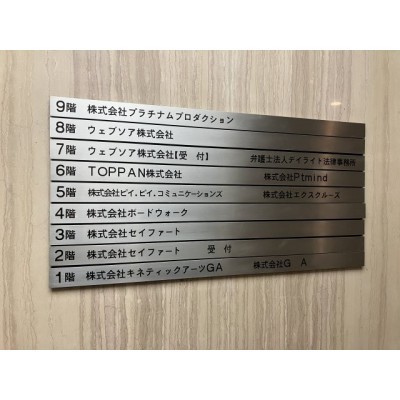 9階 株式会社プラチナムプロダクション
8階 ウェブソア株式会社
7階 ウェブソア株式会社【受 付】 弁護士法人デイライト法律事務所
6階 TOPPAN株式会社 株式会社Ptmind
5階 株式会社ピイ．ピイ．コミュニケーションズ 株式会社エクスクルーズ
4階 株式会社ボードウォーク
3階 株式会社セイファート
2階 株式会社セイファート 受 付
1階 株式会社キネティックアーツGA 株式会社G A